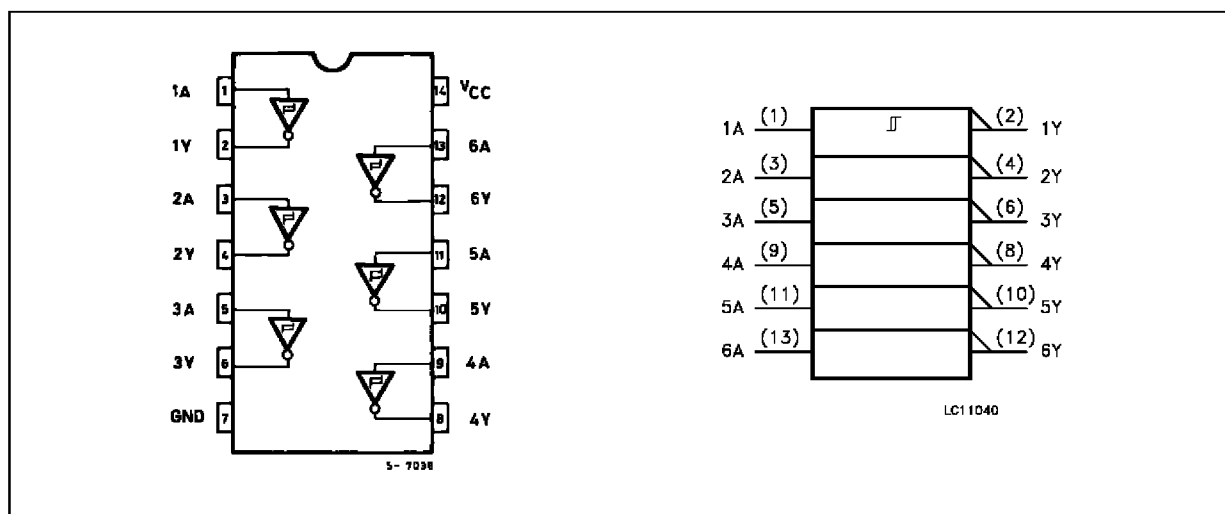 1A 1 14 VCC
1Y 2 13 6A
2A 3 12 6Y
2Y 4 11 5A
3A 5 10 5Y
3Y 6 9 4A
GND 7 8 4Y
S- 7038
1A (1) (2) 1Y
2A (3) (4) 2Y
3A (5) (6) 3Y
4A (9) (8) 4Y
5A (11) (10) 5Y
6A (13) (12) 6Y
LC11040